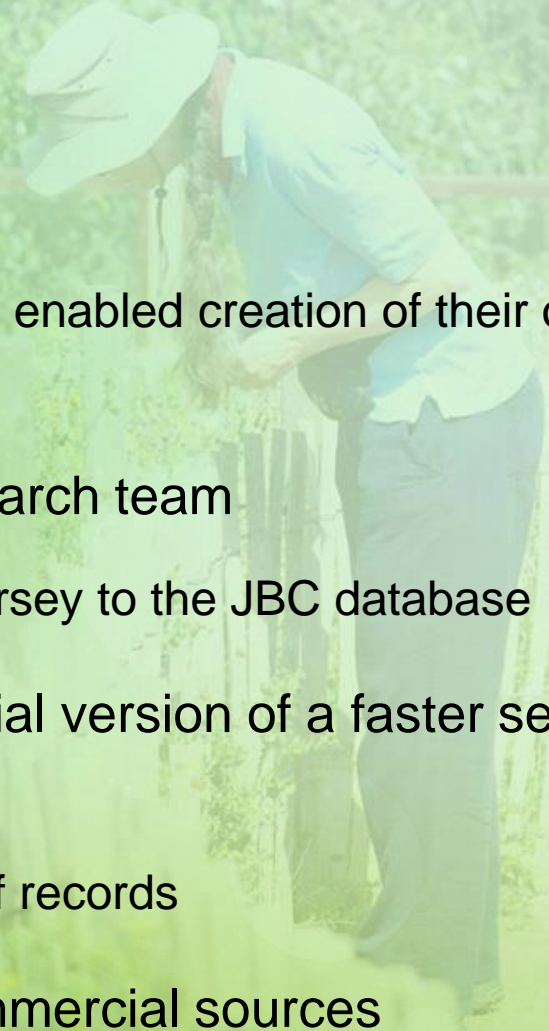 enabled creation of their
arch team
rsey to the JBC database
ial version of a faster se
f records
mercial sources